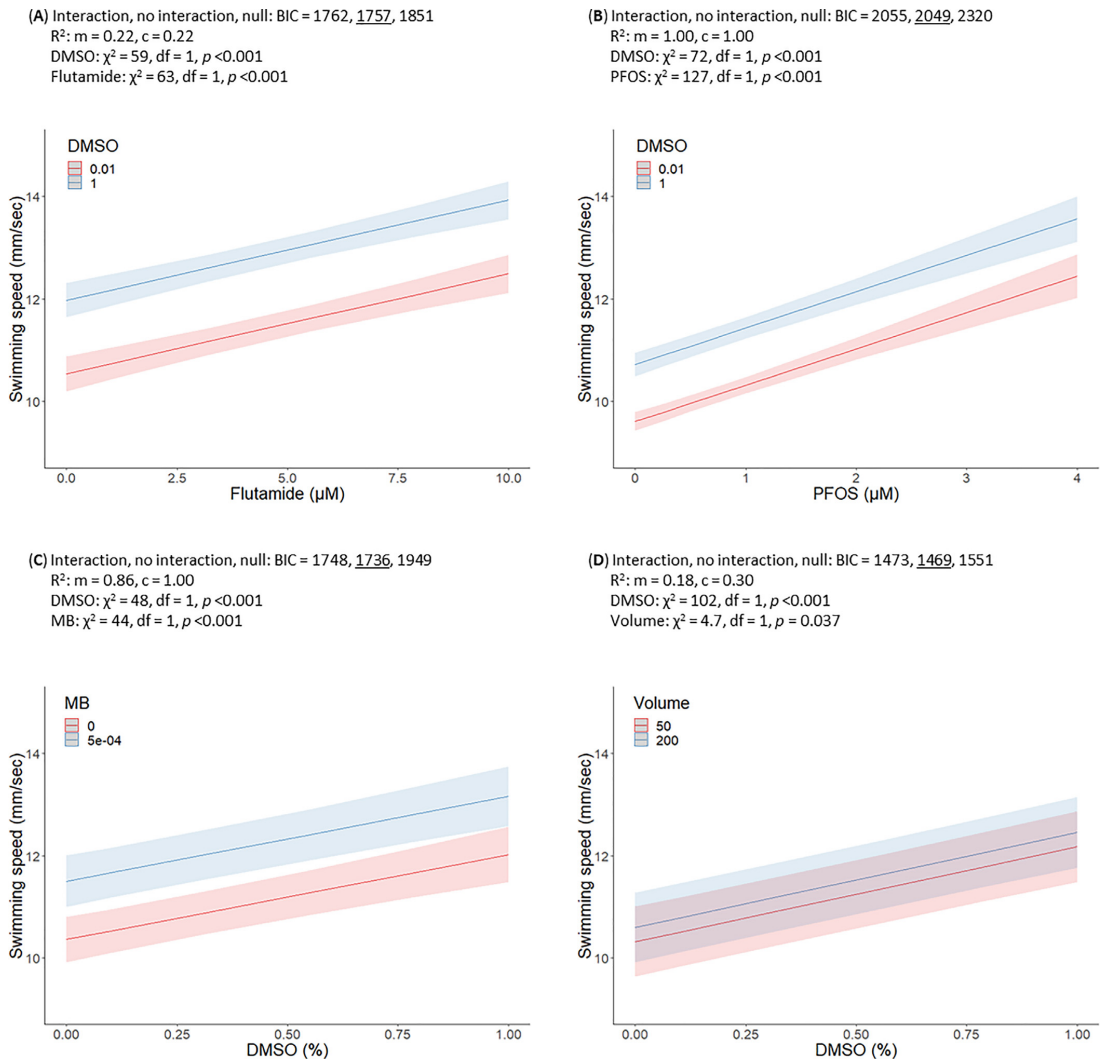 (A) Interaction, no interaction, null: BIC = 1762, 1757, 1851
R²: m = 0.22, c = 0.22
DMSO: χ² = 59, df = 1, p <0.001
Flutamide: χ² = 63, df = 1, p <0.001
DMSO
0.01
1
14
12
10
Swimming speed (mm/sec)
0.0 2.5 5.0 7.5 10.0
Flutamide (µM)
(B) Interaction, no interaction, null: BIC = 2055, 2049, 2320
R²: m = 1.00, c = 1.00
DMSO: χ² = 72, df = 1, p <0.001
PFOS: χ² = 127, df = 1, p <0.001
DMSO
0.01
1
14
12
10
Swimming speed (mm/sec)
0 1 2 3 4
PFOS (µM)
(C) Interaction, no interaction, null: BIC = 1748, 1736, 1949
R²: m = 0.86, c = 1.00
DMSO: χ² = 48, df = 1, p <0.001
MB: χ² = 44, df = 1, p <0.001
MB
0
5e-04
14
12
10
Swimming speed (mm/sec)
0.00 0.25 0.50 0.75 1.00
DMSO (%)
(D) Interaction, no interaction, null: BIC = 1473, 1469, 1551
R²: m = 0.18, c = 0.30
DMSO: χ² = 102, df = 1, p <0.001
Volume: χ² = 4.7, df = 1, p = 0.037
Volume
50
200
14
12
10
Swimming speed (mm/sec)
0.00 0.25 0.50 0.75 1.00
DMSO (%)